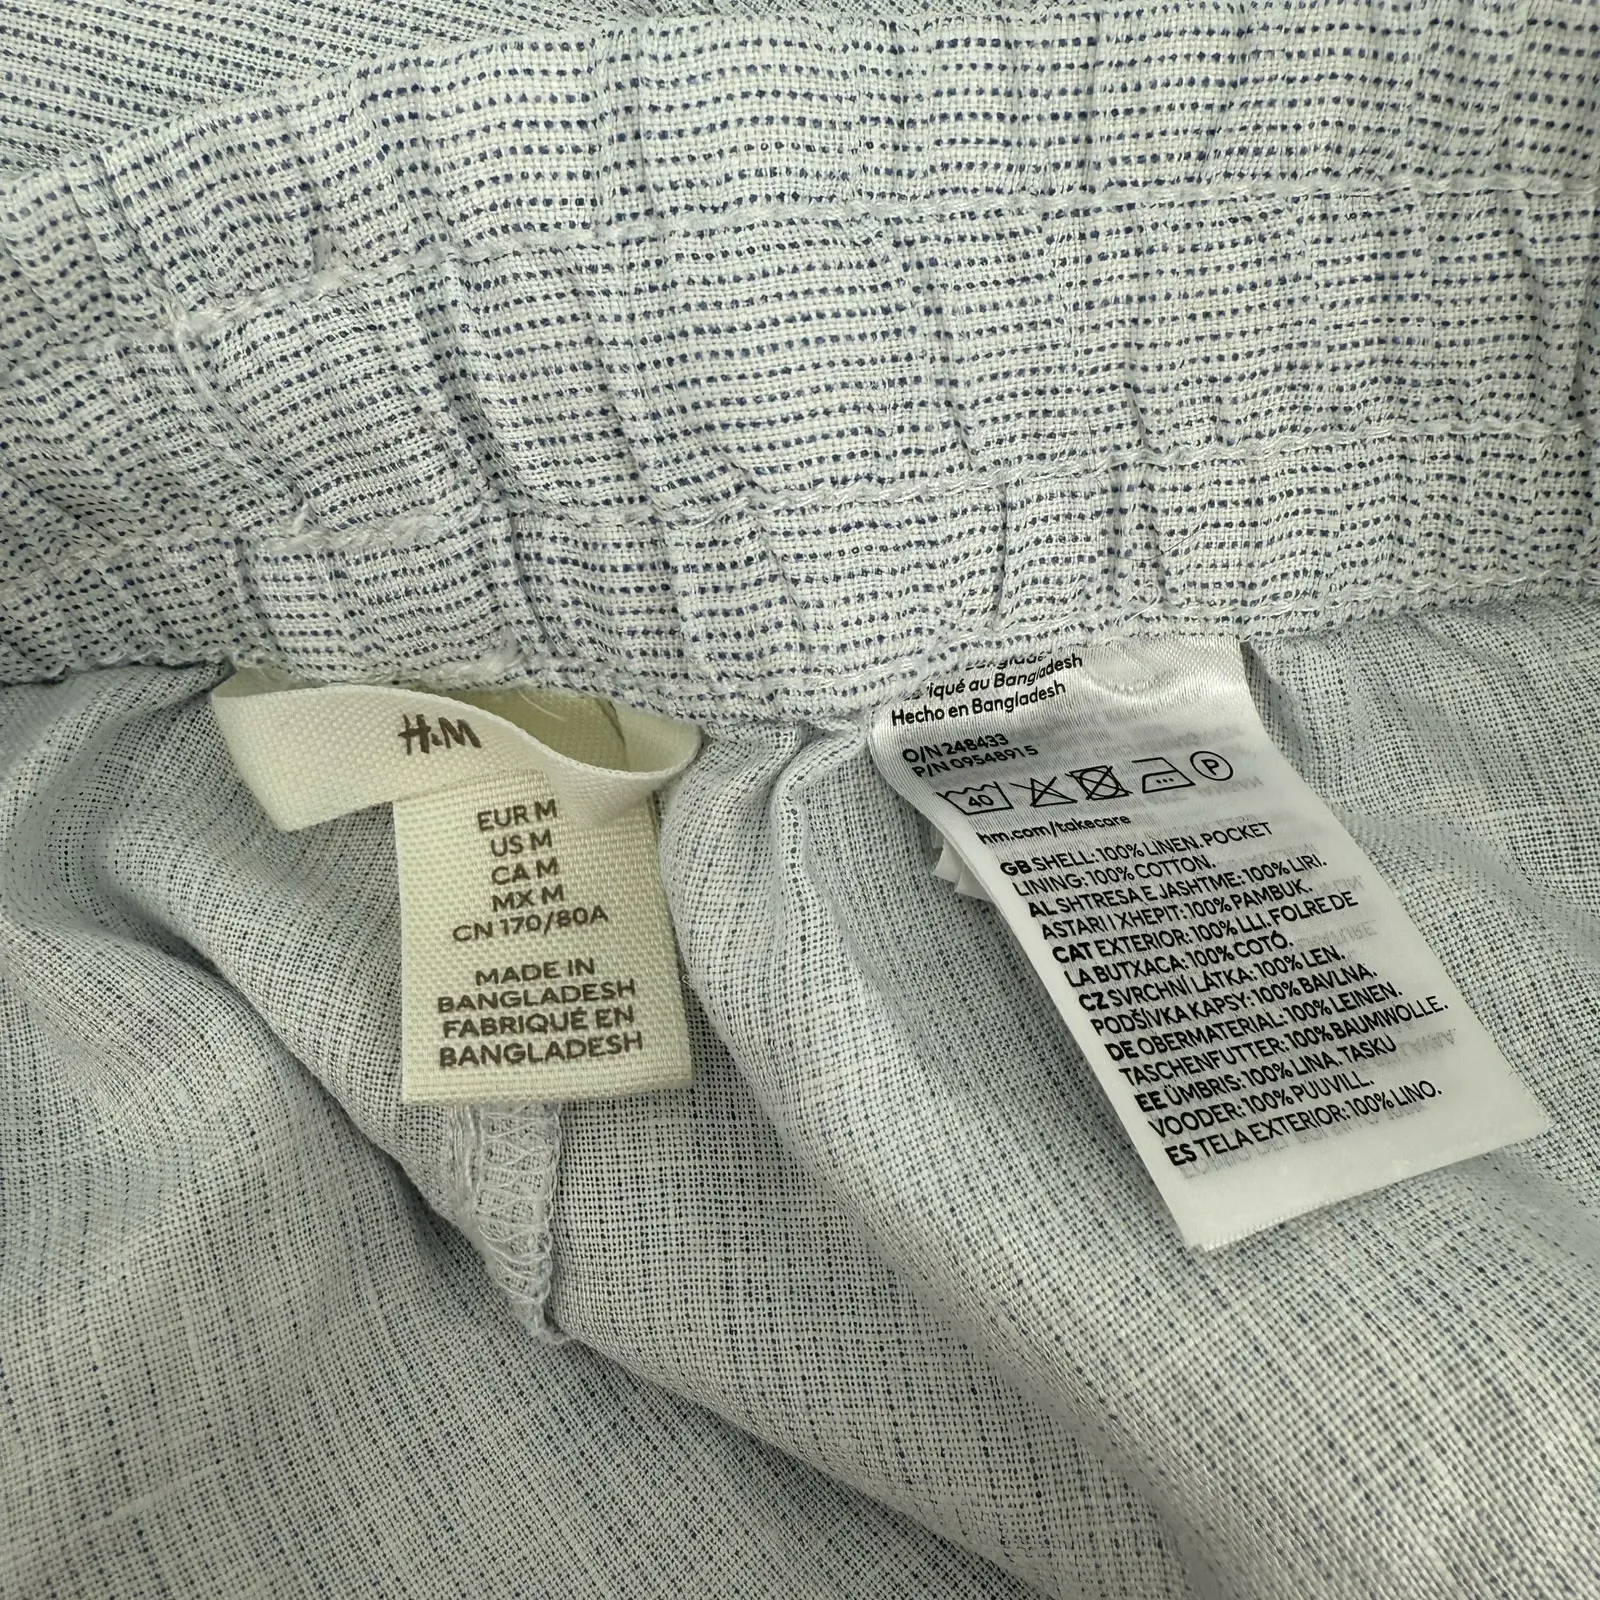 H&M
EUR M
US M
CA M
MX M
CN 170/80A
MADE IN
BANGLADESH
FABRIQUÉ EN
BANGLADESH
au Bangladesh
Hecho en Bangladesh
O/N 248433
P/N 09548915
40
P
hm.com/takecare
GB SHELL: 100% LINEN. POCKET
LINING: 100% COTTON.
AL SHTRESA E JASHTME: 100% LIRI.
ASTARI I XHEPIT: 100% PAMBUK.
CAT EXTERIOR: 100% LLI. FOLRE DE
LA BUTXACA: 100% COTÓ.
CZ SVRCHNÍ LÁTKA: 100% LEN.
PODŠÍVKA KAPSY: 100% BAVLNA.
DE OBERMATERIAL: 100% LEINEN.
TASCHENFUTTER: 100% BAUMWOLLE.
EE ÜMBRIS: 100% LINA. TASKU
VOODER: 100% PUUVILL.
ES TELA EXTERIOR: 100% LINO.